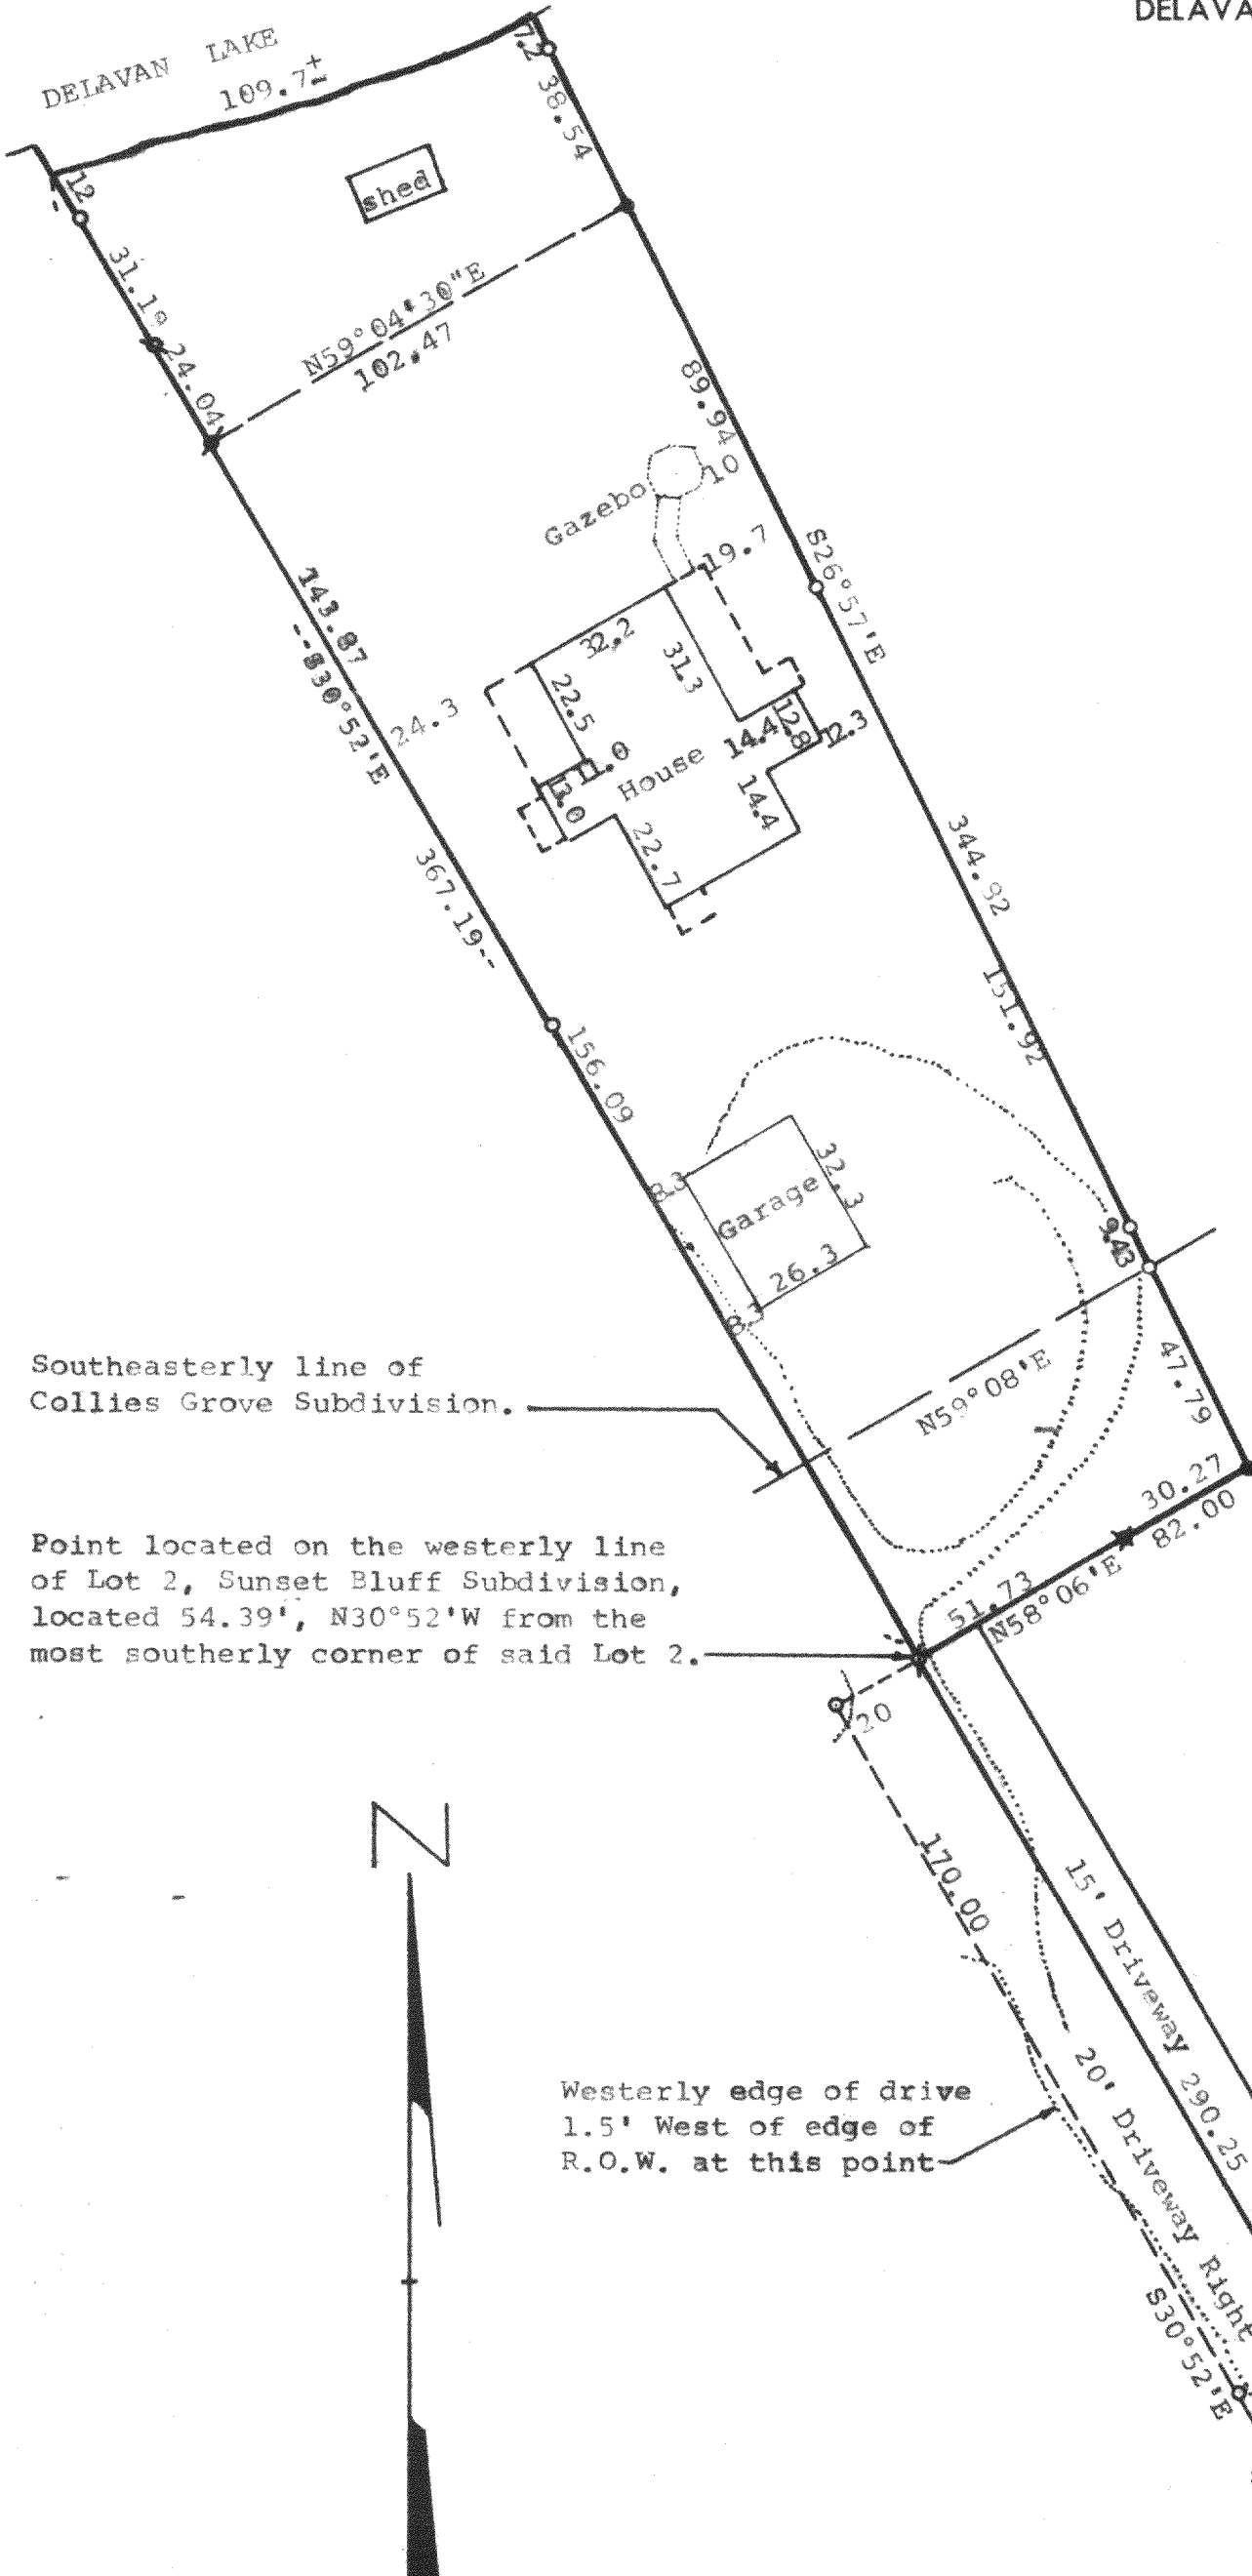 DELAVA
DELAVAN LAKE
109.7±
7.2
38.54
12
shed
31.19
24.04
N59°04'30"E
102.47
89.94
Gazebo
10
19.7
S26°57'E
143.87
S30°52'E
32.2
31.3
22.5
24.3
11.0
13.0
House
14.4
12.8
12.3
14.4
22.7
367.19
344.92
151.92
156.09
8.3
Garage
32.3
26.3
8.3
9.43
Southeasterly line of
Collies Grove Subdivision.
N59°08'E
47.79
30.27
82.00
Point located on the westerly line
of Lot 2, Sunset Bluff Subdivision,
located 54.39', N30°52'W from the
most southerly corner of said Lot 2.
51.73
N58°06'E
20
170.00
N
15' Driveway 290.25
20' Driveway Right
Westerly edge of drive
1.5' West of edge of
R.O.W. at this point
S30°52'E